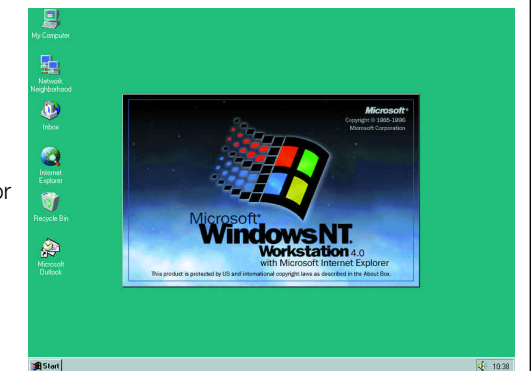 My Computer
Network
Neighborhood
Inbox
Internet
Explorer
or
Recycle Bin
Microsoft
Outlook
Microsoft
Copyright © 1985-1996
Microsoft Corporation
Microsoft
Windows NT
Workstation 4.0
with Microsoft Internet Explorer
This product is protected by US and international copyright laws as described in the About Box.
Start
10:38